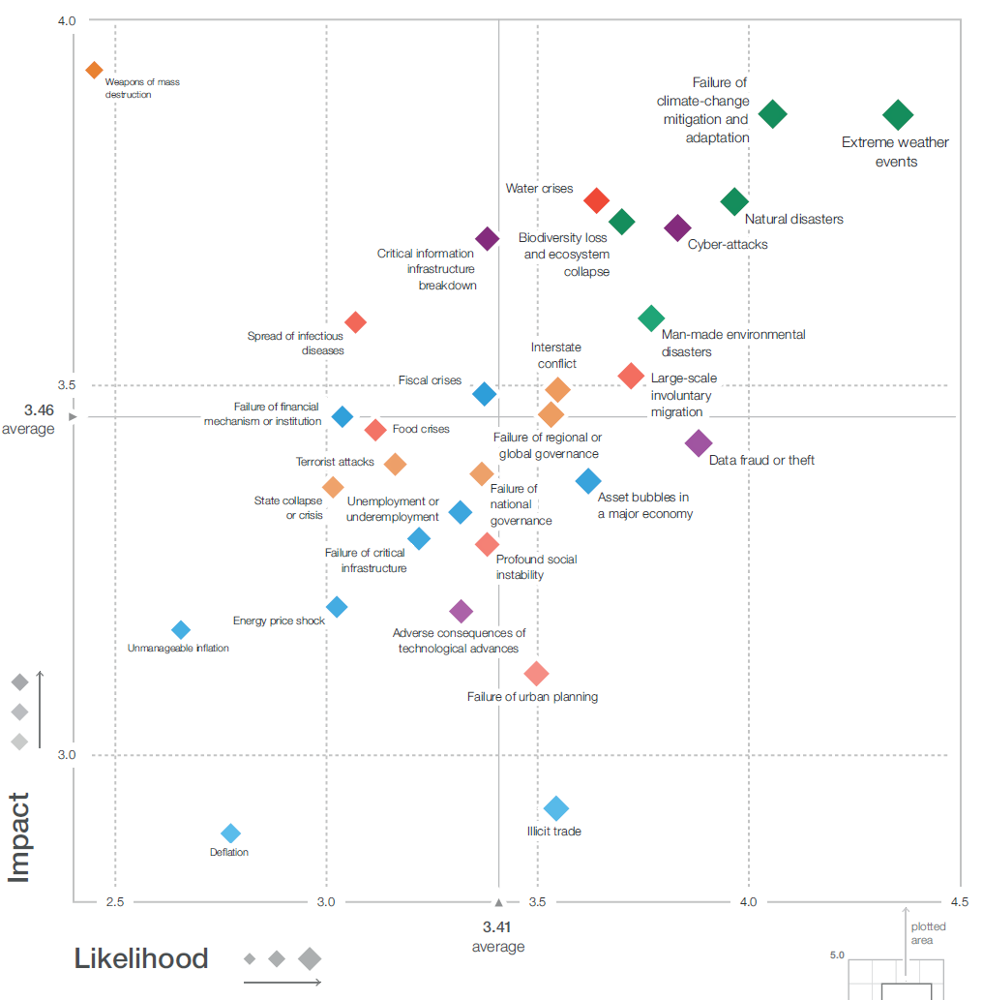 4.0
Weapons of mass
destruction
Failure of
climate-change
mitigation and
adaptation
Extreme weather
events
Water crises
Natural disasters
Biodiversity loss
and ecosystem
collapse
Cyber-attacks
Critical information
infrastructure
breakdown
Spread of infectious
diseases
Man-made environmental
disasters
Interstate
conflict
Large-scale
involuntary
migration
3.5
Fiscal crises
3.46
average
Failure of financial
mechanism or institution
Food crises
Failure of regional or
global governance
Data fraud or theft
Terrorist attacks
State collapse
or crisis
Unemployment or
underemployment
Failure of
national
governance
Asset bubbles in
a major economy
Failure of critical
infrastructure
Profound social
instability
Energy price shock
Unmanageable inflation
Adverse consequences of
technological advances
Failure of urban planning
3.0
Impact
Illicit trade
Deflation
2.5
3.0
3.5
4.0
4.5
3.41
average
Likelihood
plotted
area
5.0